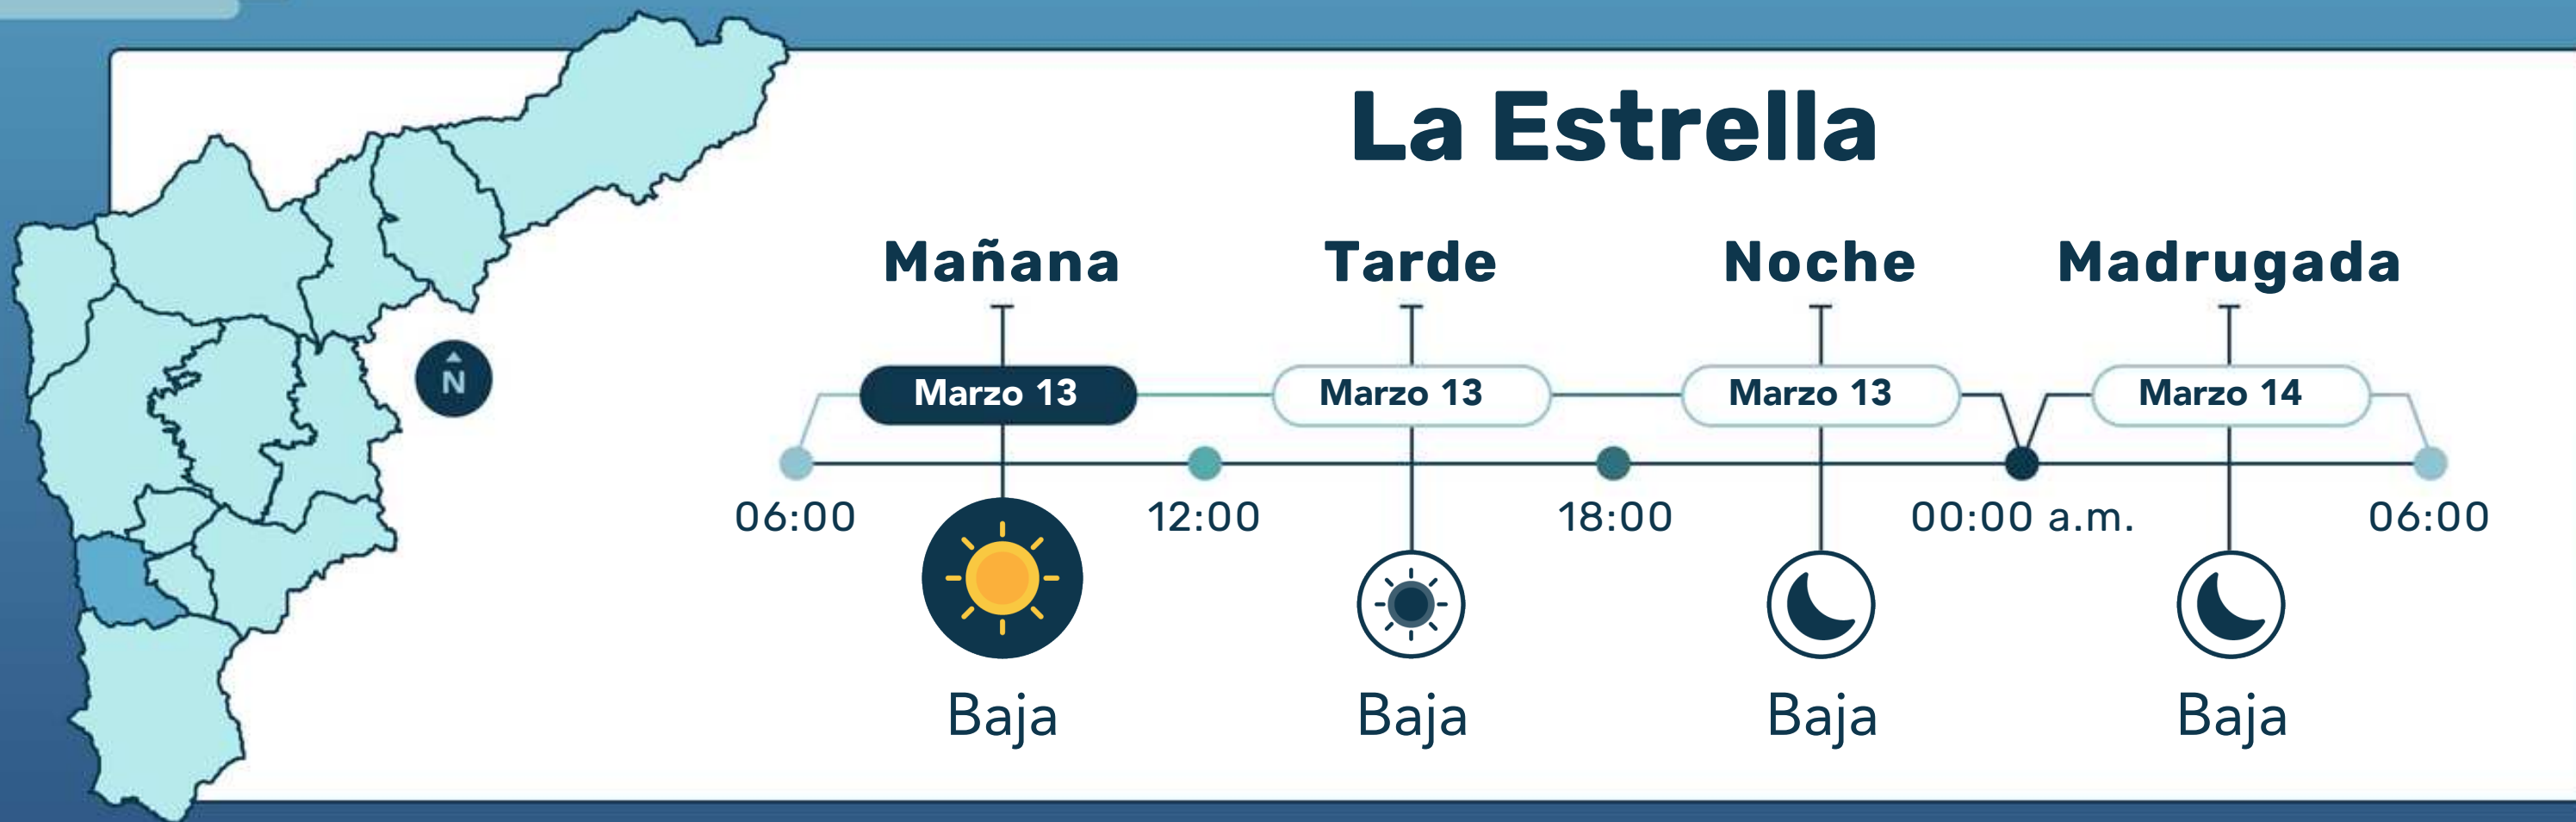 La Estrella
Mañana Tarde Noche Madrugada
Marzo 13 Marzo 13 Marzo 13 Marzo 14
N
06:00 12:00 18:00 00:00 a.m. 06:00
Baja Baja Baja Baja